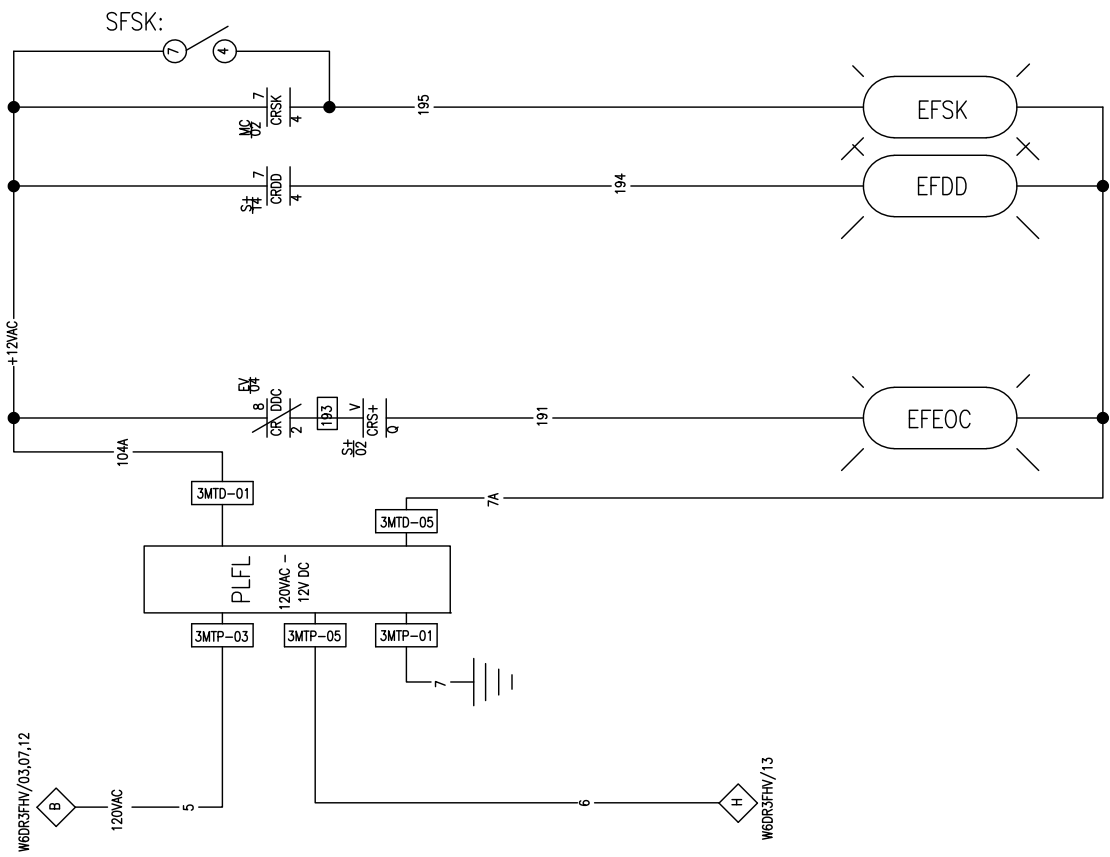 SFSK:
7
4
MC
02
7
CRSK
4
195
EFSK
S+
14
7
CRDD
4
194
EFDD
+12VAC
EV
04
8
CR DDC
2
193
S+
02
V
CRS+
Q
191
EFEOC
104A
3MTD-01
3MTD-05
7A
PLFL
120VAC -
12V DC
3MTP-03
3MTP-05
3MTP-01
7
W6DR3FHV/03,07,12
B
120VAC
5
6
H
W6DR3FHV/13